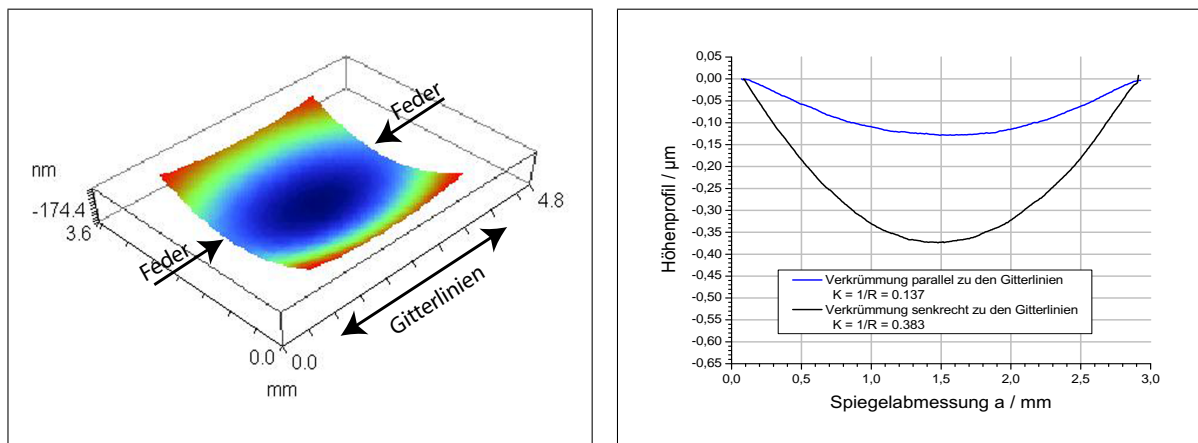 nm
-174.4
3.6
Feder
Feder
4.8
Gitterlinien
0.0
0.0
mm
Höhenprofil / µm
0,05
0,00
-0,05
-0,10
-0,15
-0,20
-0,25
-0,30
-0,35
-0,40
-0,45
-0,50
-0,55
-0,60
-0,65
Verkrümmung parallel zu den Gitterlinien
K = 1/R = 0.137
Verkrümmung senkrecht zu den Gitterlinien
K = 1/R = 0.383
0,0
0,5
1,0
1,5
2,0
2,5
3,0
Spiegelabmessung a / mm